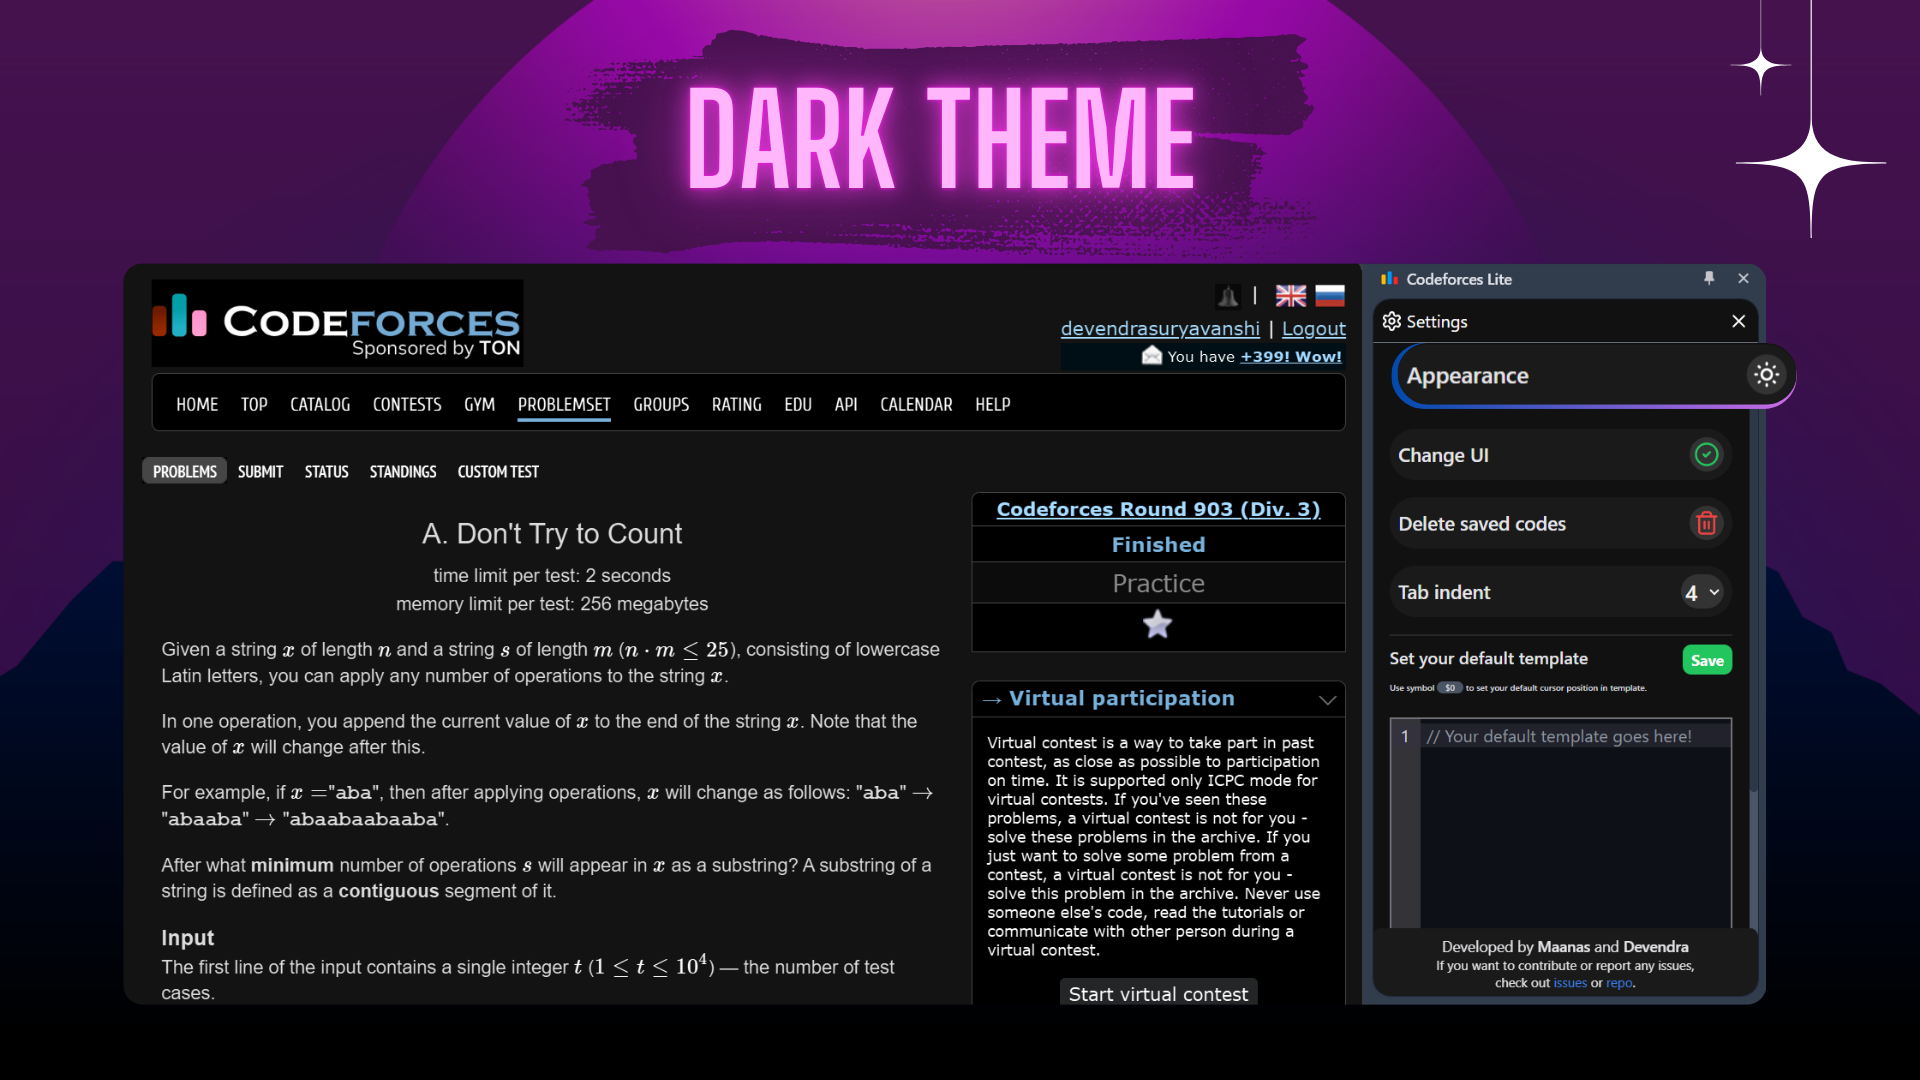 DARK THEME
CODEFORCES
Sponsored by TON
|
devendrasuryavanshi | Logout
You have +399! Wow!
HOME TOP CATALOG CONTESTS GYM PROBLEMSET GROUPS RATING EDU API CALENDAR HELP
PROBLEMS SUBMIT STATUS STANDINGS CUSTOM TEST
A. Don't Try to Count
time limit per test: 2 seconds
memory limit per test: 256 megabytes
Given a string x of length n and a string s of length m (n · m ≤ 25), consisting of lowercase
Latin letters, you can apply any number of operations to the string x.
In one operation, you append the current value of x to the end of the string x. Note that the
value of x will change after this.
For example, if x ="aba", then after applying operations, x will change as follows: "aba" →
"abaaba" → "abaabaabaaba".
After what minimum number of operations s will appear in x as a substring? A substring of a
string is defined as a contiguous segment of it.
Input
The first line of the input contains a single integer t (1 ≤ t ≤ 10⁴) — the number of test
cases.
Codeforces Round 903 (Div. 3)
Finished
Practice
→ Virtual participation
Virtual contest is a way to take part in past
contest, as close as possible to participation
on time. It is supported only ICPC mode for
virtual contests. If you've seen these
problems, a virtual contest is not for you -
solve these problems in the archive. If you
just want to solve some problem from a
contest, a virtual contest is not for you -
solve this problem in the archive. Never use
someone else's code, read the tutorials or
communicate with other person during a
virtual contest.
Start virtual contest
Codeforces Lite
Settings
Appearance
Change UI
Delete saved codes
Tab indent 4
Set your default template Save
Use symbol $0 to set your default cursor position in template.
1 // Your default template goes here!
Developed by Maanas and Devendra
If you want to contribute or report any issues,
check out issues or repo.